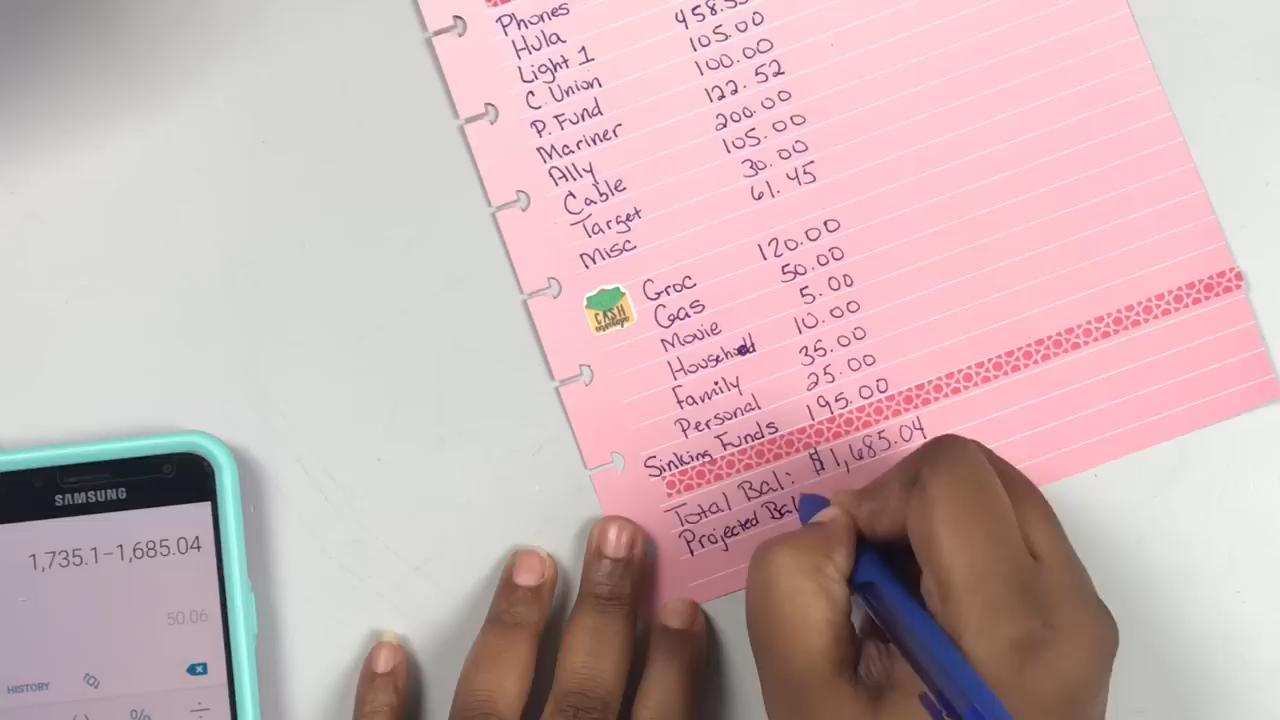 Phones
Hula
Light 1
C. Union 105.00
P. Fund 100.00
Mariner 122.52
Ally 200.00
Cable 105.00
Target 30.00
Misc 61.45
CASH
Groc 120.00
Gas 50.00
Movie 5.00
Household 10.00
Family 35.00
Personal 25.00
Sinking Funds 195.00
Total Bal: $1,685.04
Projected Bal
SAMSUNG
1,735.1−1,685.04
50.06
HISTORY
( ) % ÷